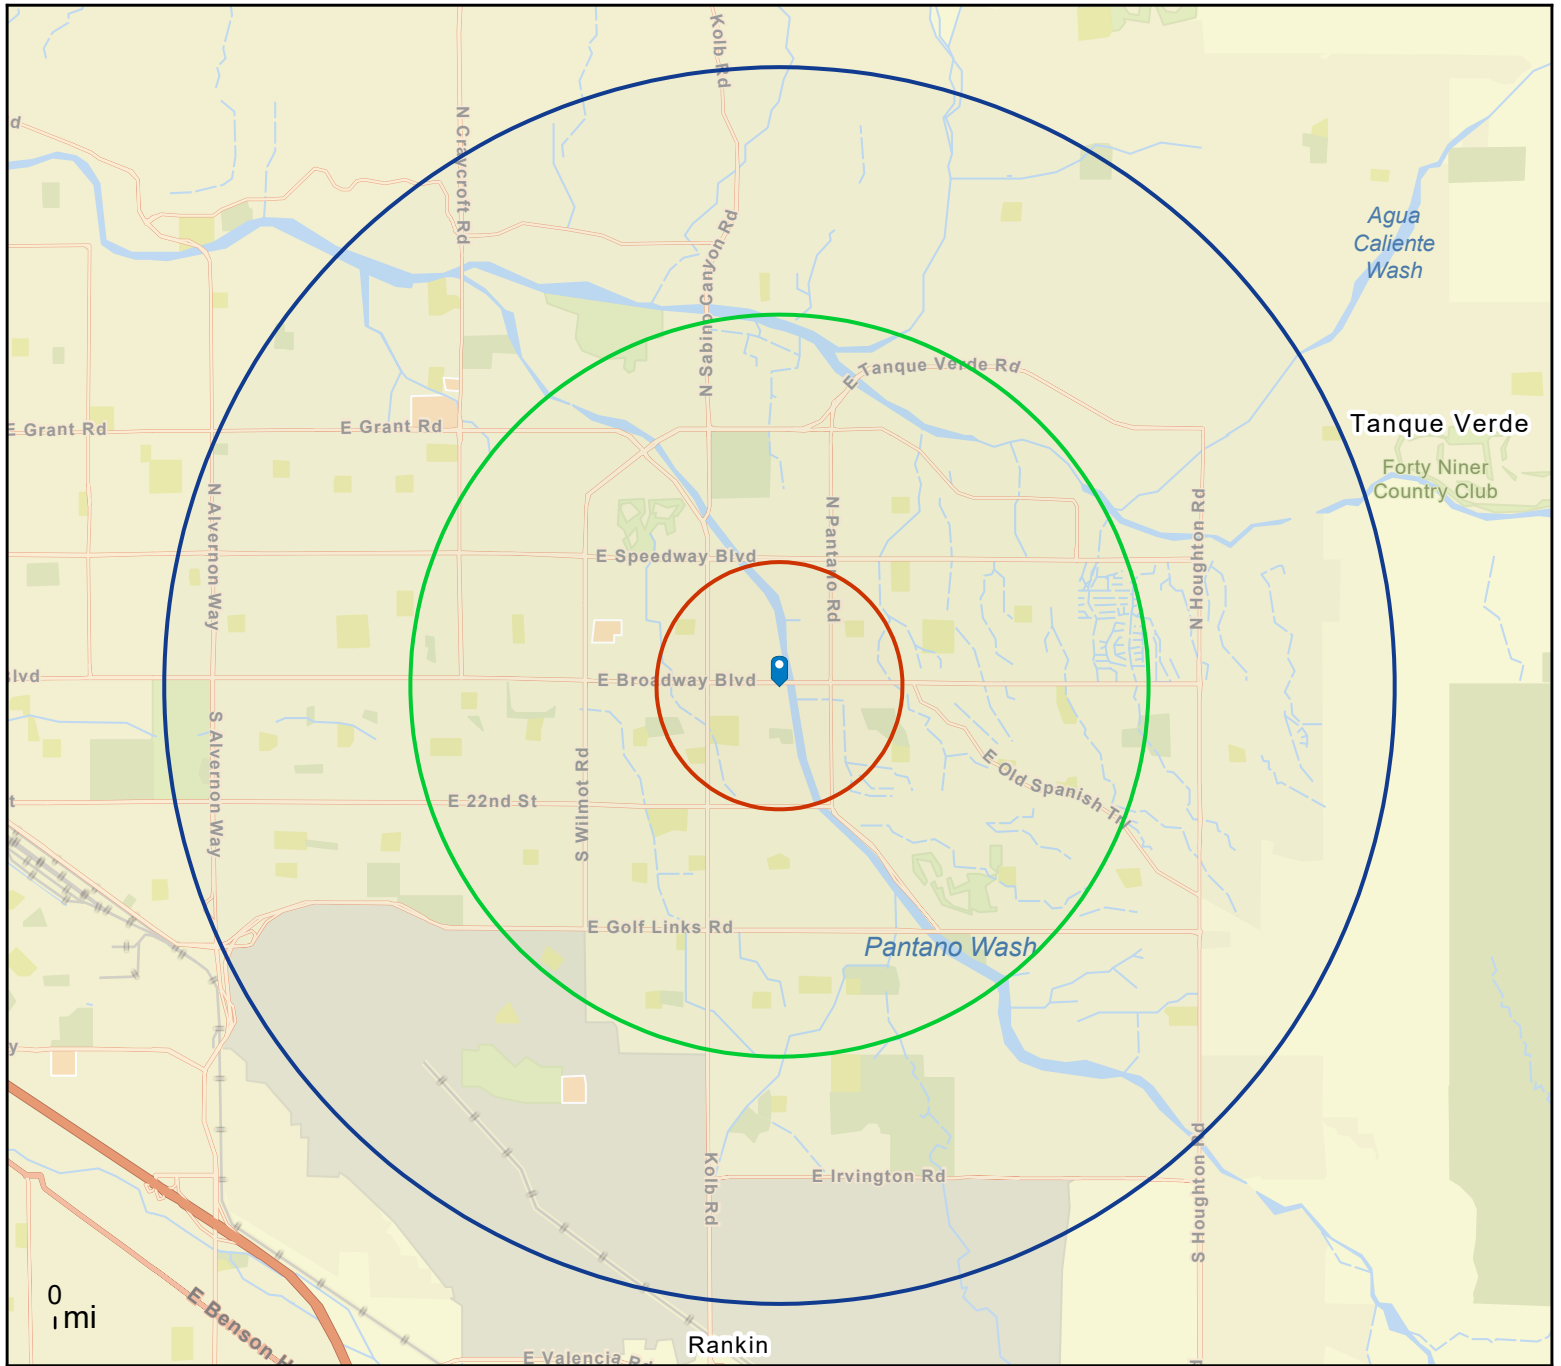 Kolb Rd
d
N Craycroft Rd
Agua
Caliente
Wash
N Sabino Canyon Rd
E Tanque Verde Rd
Tanque Verde
E Grant Rd
E Grant Rd
Forty Niner
Country Club
N Alvernon Way
N Pantano Rd
N Houghton Rd
E Speedway Blvd
Blvd
E Broadway Blvd
S Alvernon Way
S Wilmot Rd
E Old Spanish Trl
t
E 22nd St
E Golf Links Rd
Pantano Wash
y
Kolb Rd
E Irvington Rd
S Houghton Rd
0
mi
E Benson H
Rankin
E Valencia Rd
d